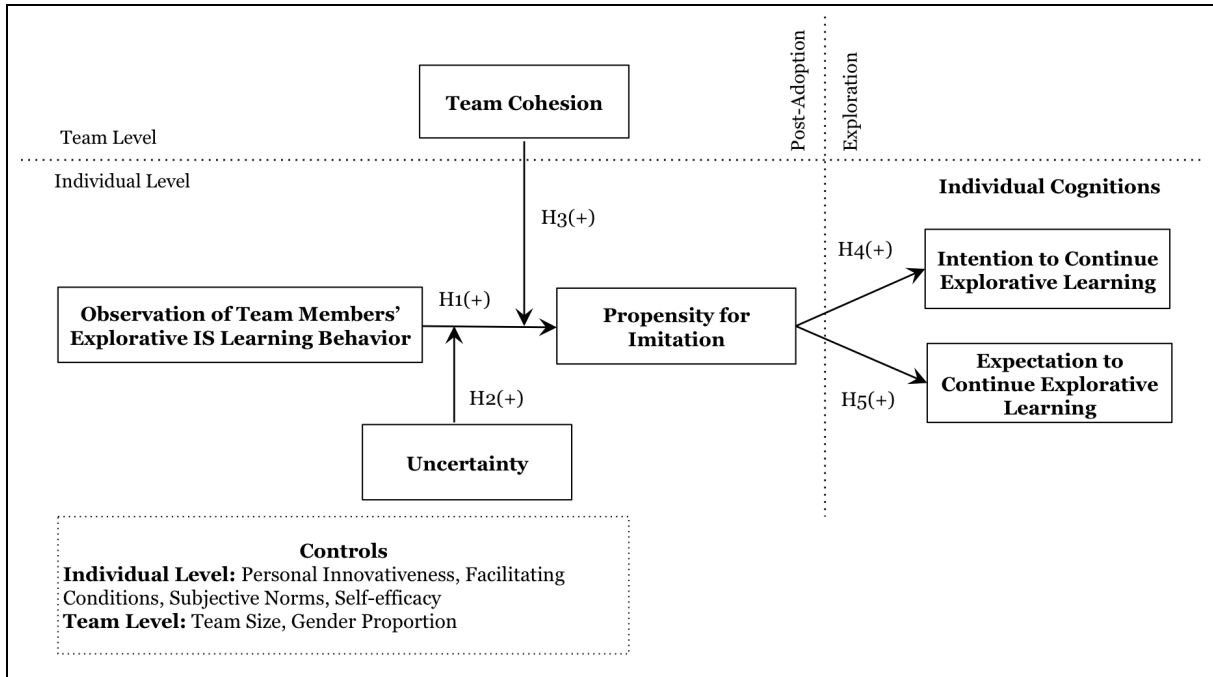 Team Cohesion
Post-Adoption
Exploration
Team Level
Individual Level
Individual Cognitions
H3(+)
H4(+)
Intention to Continue
Explorative Learning
H1(+)
Observation of Team Members’
Explorative IS Learning Behavior
Propensity for
Imitation
Expectation to
Continue Explorative
Learning
H2(+)
H5(+)
Uncertainty
Controls
Individual Level: Personal Innovativeness, Facilitating
Conditions, Subjective Norms, Self-efficacy
Team Level: Team Size, Gender Proportion